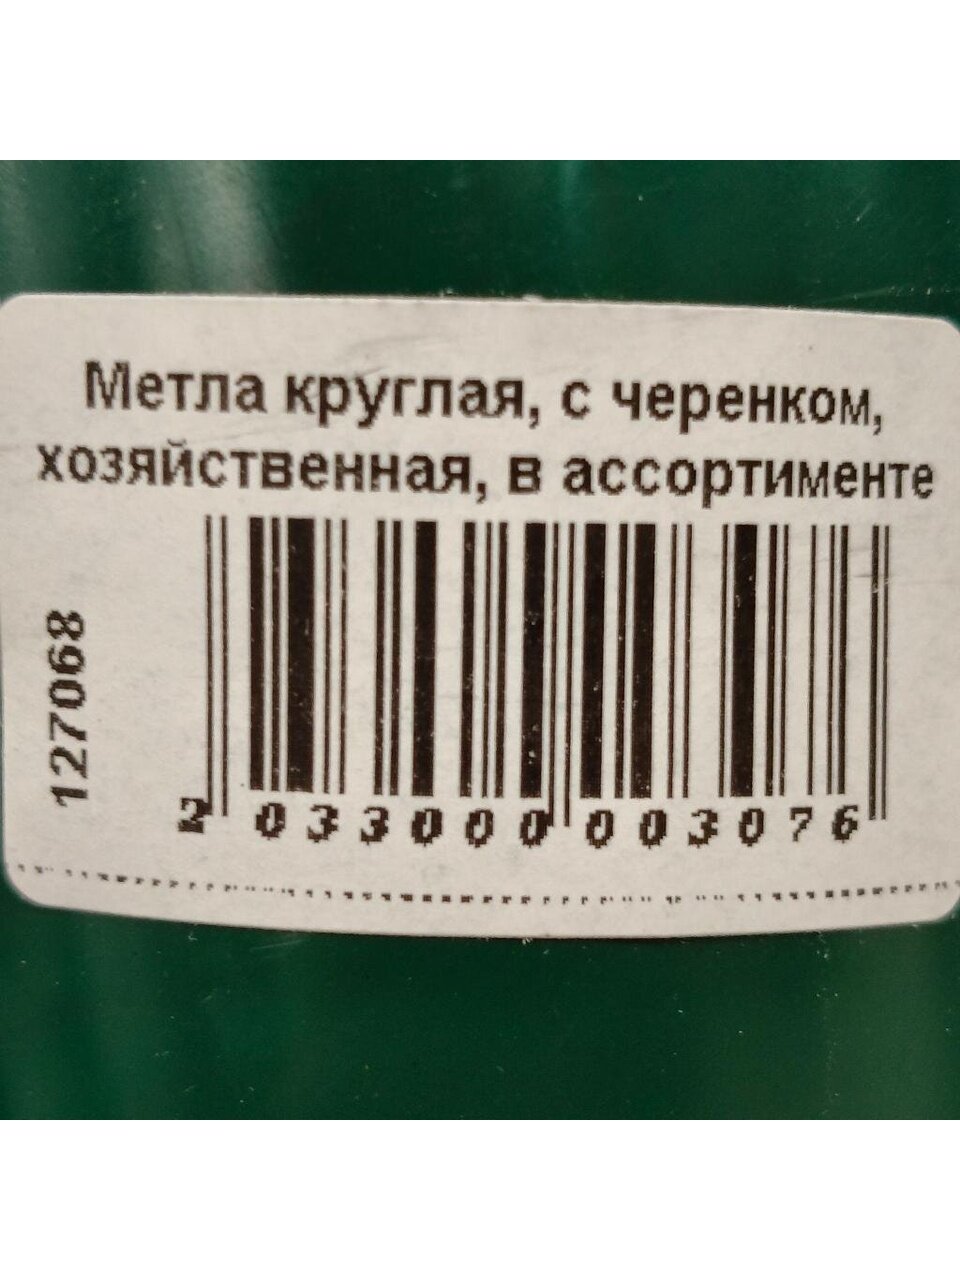 Метла круглая, с черенком,
хозяйственная, в ассортименте
127068
2 033000 003076